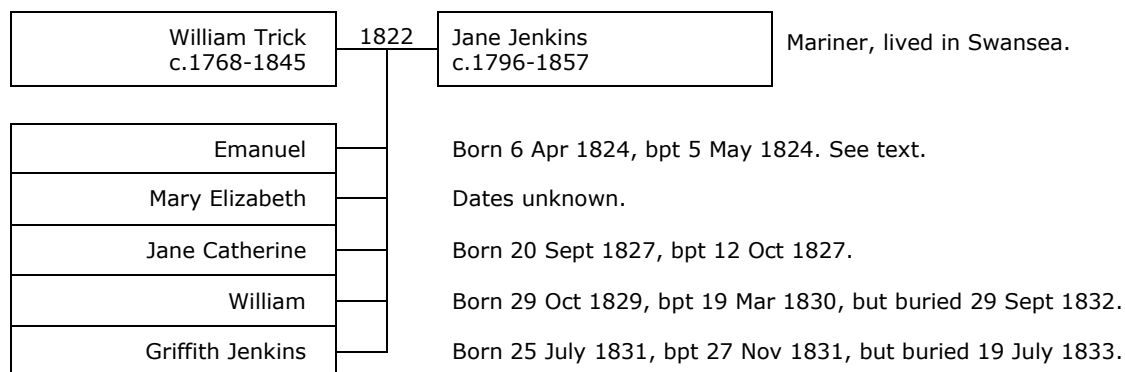 William Trick 1822 Jane Jenkins Mariner, lived in Swansea.
c.1768-1845 c.1796-1857
Emanuel Born 6 Apr 1824, bpt 5 May 1824. See text.
Mary Elizabeth Dates unknown.
Jane Catherine Born 20 Sept 1827, bpt 12 Oct 1827.
William Born 29 Oct 1829, bpt 19 Mar 1830, but buried 29 Sept 1832.
Griffith Jenkins Born 25 July 1831, bpt 27 Nov 1831, but buried 19 July 1833.